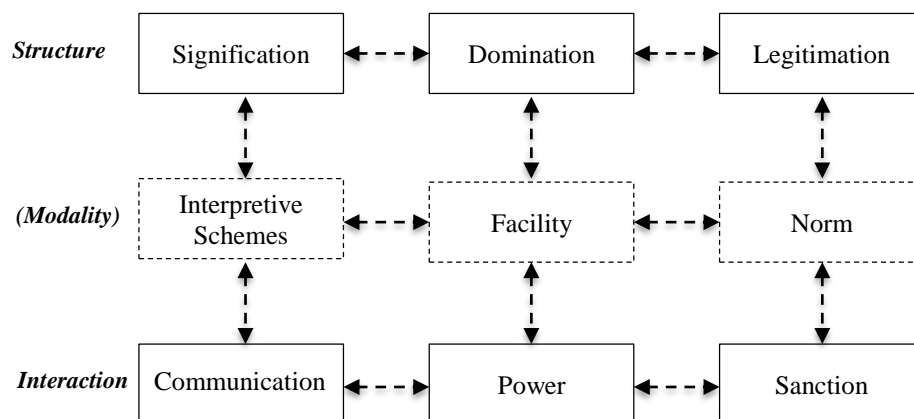 Structure
Signification
Domination
Legitimation
(Modality)
Interpretive
Schemes
Facility
Norm
Interaction
Communication
Power
Sanction